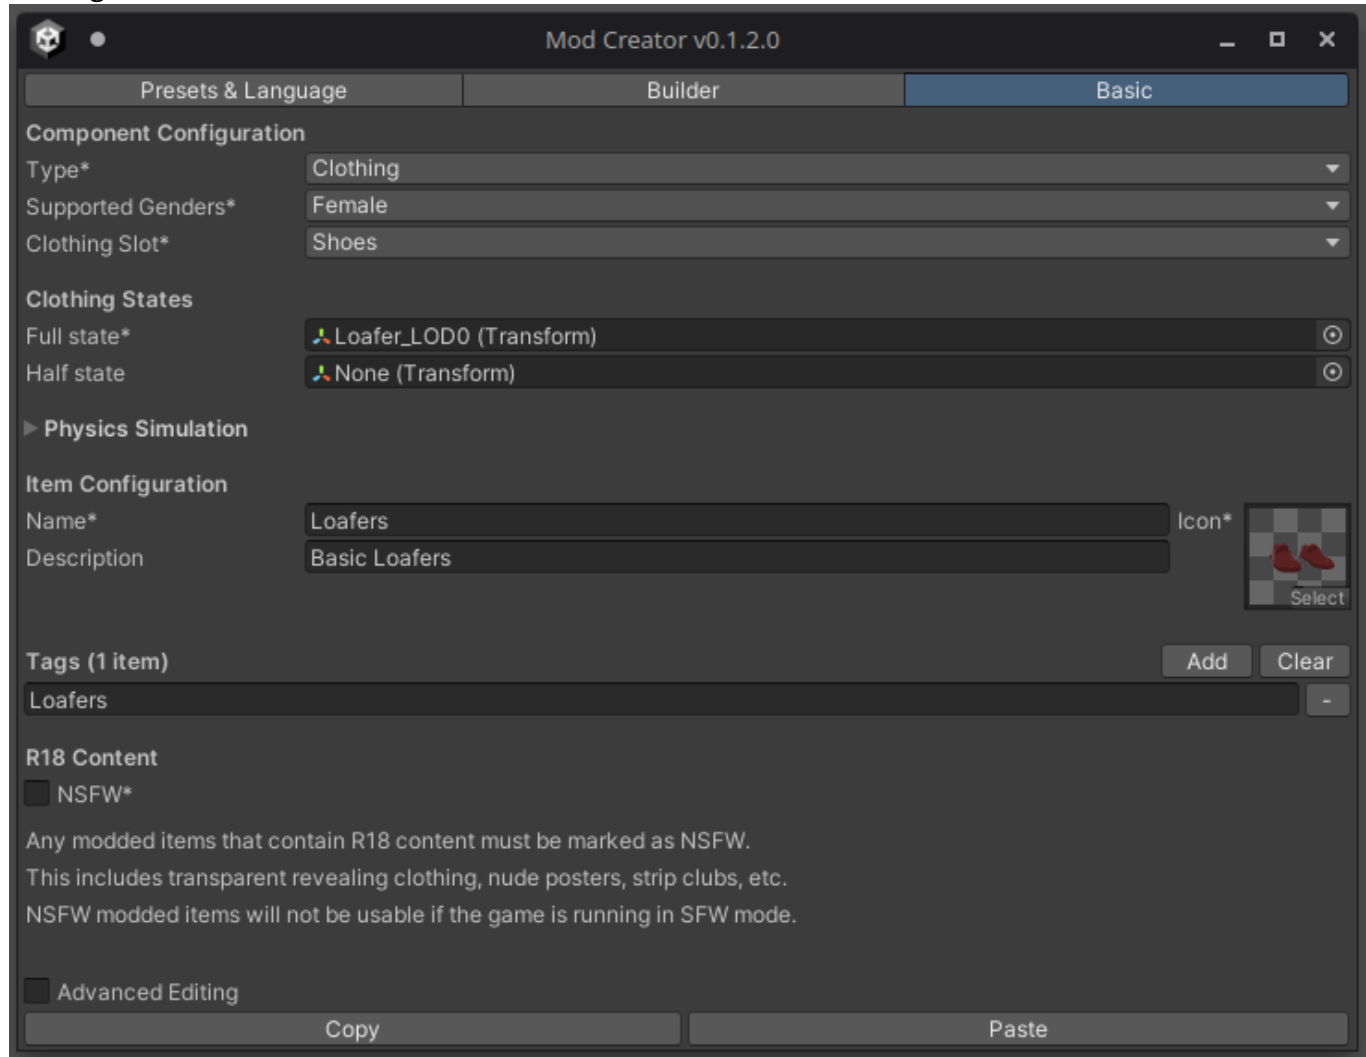 Mod Creator v0.1.2.0
Presets & Language Builder Basic
Component Configuration
Type* Clothing
Supported Genders* Female
Clothing Slot* Shoes
Clothing States
Full state* Loafer_LOD0 (Transform)
Half state None (Transform)
Physics Simulation
Item Configuration
Name* Loafers Icon*
Description Basic Loafers
Select
Tags (1 item) Add Clear
Loafers -
R18 Content
NSFW*
Any modded items that contain R18 content must be marked as NSFW.
This includes transparent revealing clothing, nude posters, strip clubs, etc.
NSFW modded items will not be usable if the game is running in SFW mode.
Advanced Editing
Copy Paste